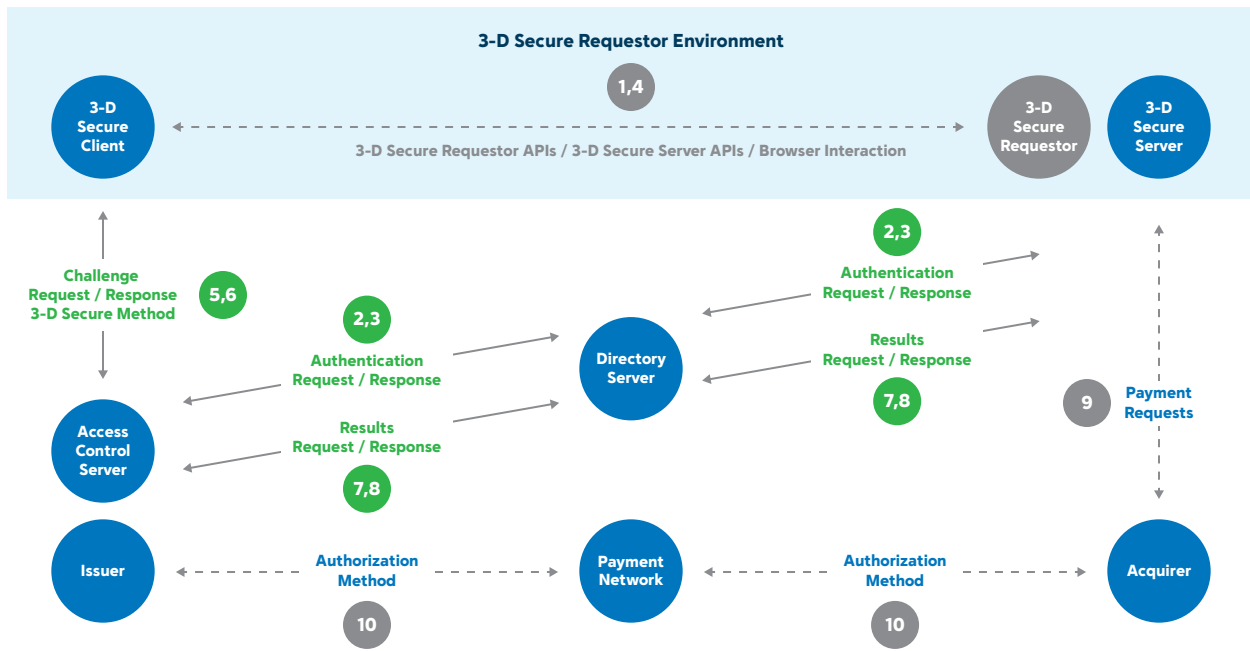 3-D Secure Requestor Environment
1,4
3-D
Secure
Client
3-D
Secure
Requestor
3-D
Secure
Server
3-D Secure Requestor APIs / 3-D Secure Server APIs / Browser Interaction
Challenge
Request / Response
3-D Secure Method
5,6
2,3
Authentication
Request / Response
Results
Request / Response
7,8
Directory
Server
2,3
Authentication
Request / Response
Results
Request / Response
7,8
9
Payment
Requests
Access
Control
Server
Issuer
Authorization
Method
10
Payment
Network
Authorization
Method
10
Acquirer